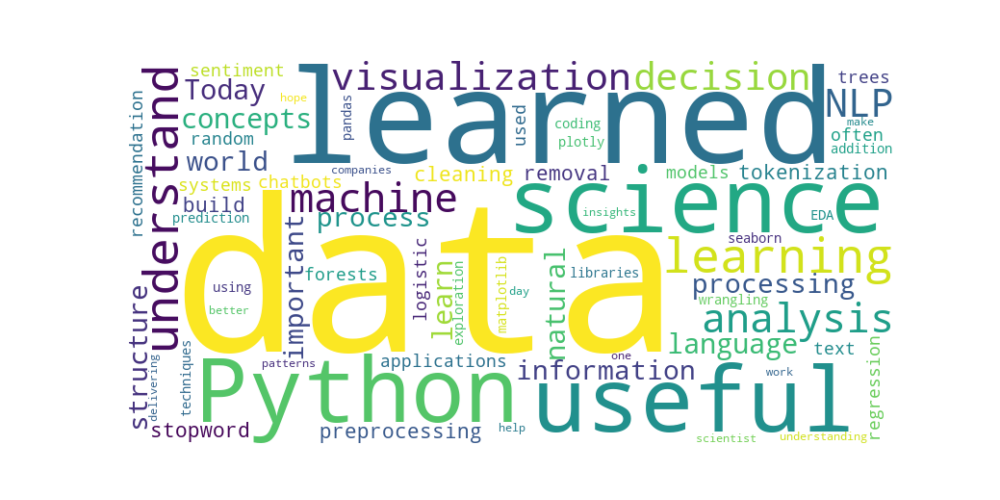 sentiment
hope
Today
concepts
random
world
recommendation
understand
learned
visualization
decision
trees
NLP
pandas
used
coding
plotly
make
often
addition
companies
systems
chatbots
cleaning
removal
models
tokenization
build
prediction
machine
process
science
insights
EDA
seaborn
data
learning
important
forests
using
better
logistic
learn
exploration
matplotlib
day
natural
libraries
processing
wrangling
analysis
structure
delivering
techniques
patterns
applications
one
information
language
text
work
regression
Python
useful
stopword
preprocessing
help
scientist
understanding